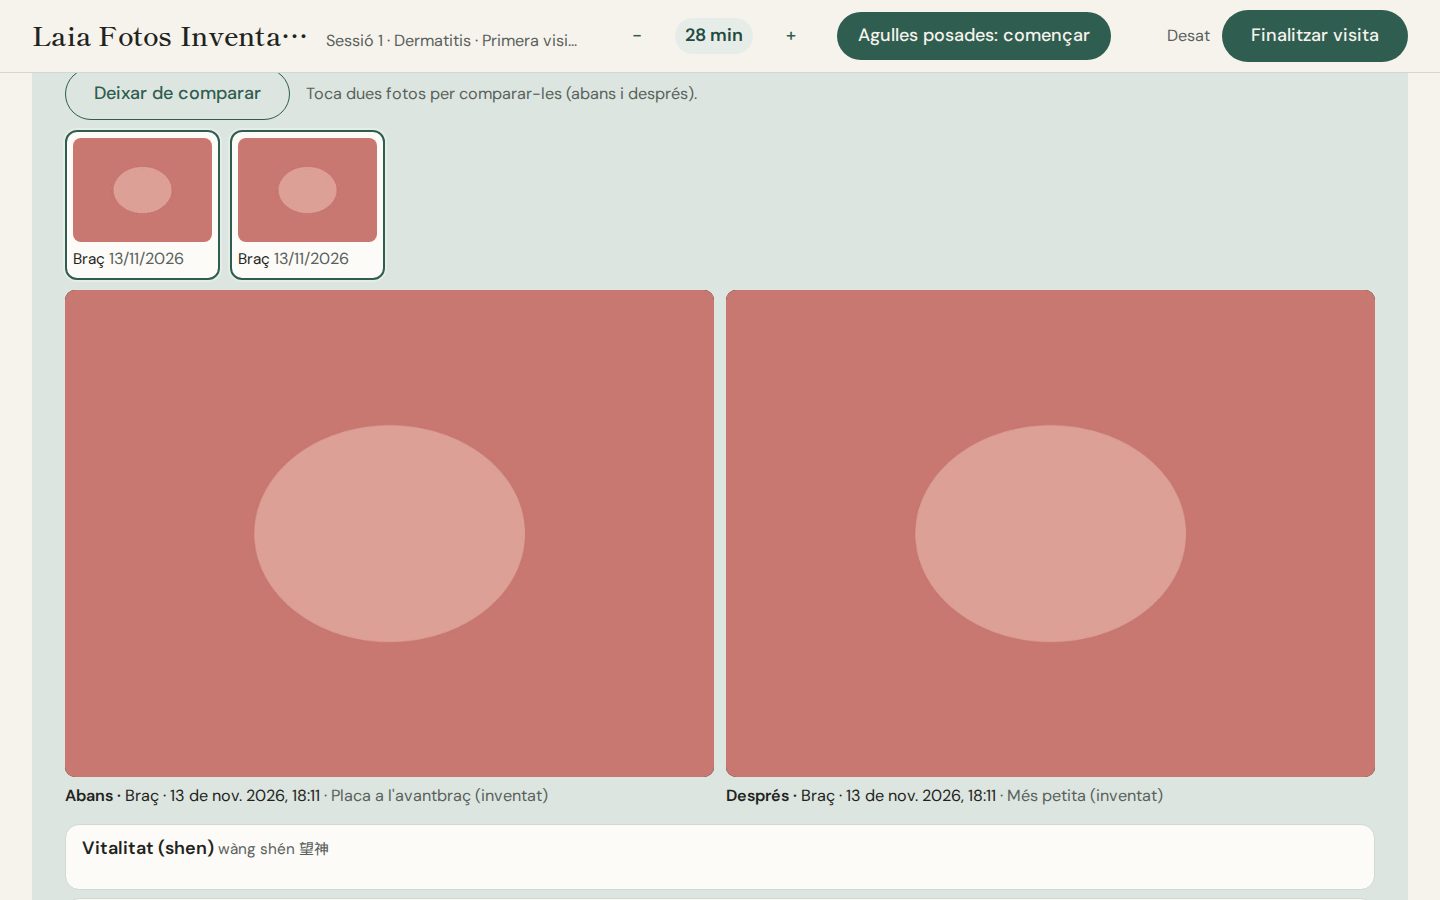 Laia Fotos Inventa··· Sessió 1 · Dermatitis · Primera visi... − 28 min + Agulles posades: començar Desat Finalitzar visita
Deixar de comparar Toca dues fotos per comparar-les (abans i després).
Braç 13/11/2026 Braç 13/11/2026
Abans · Braç · 13 de nov. 2026, 18:11 · Placa a l'avantbraç (inventat)
Després · Braç · 13 de nov. 2026, 18:11 · Més petita (inventat)
Vitalitat (shen) wàng shén 望神